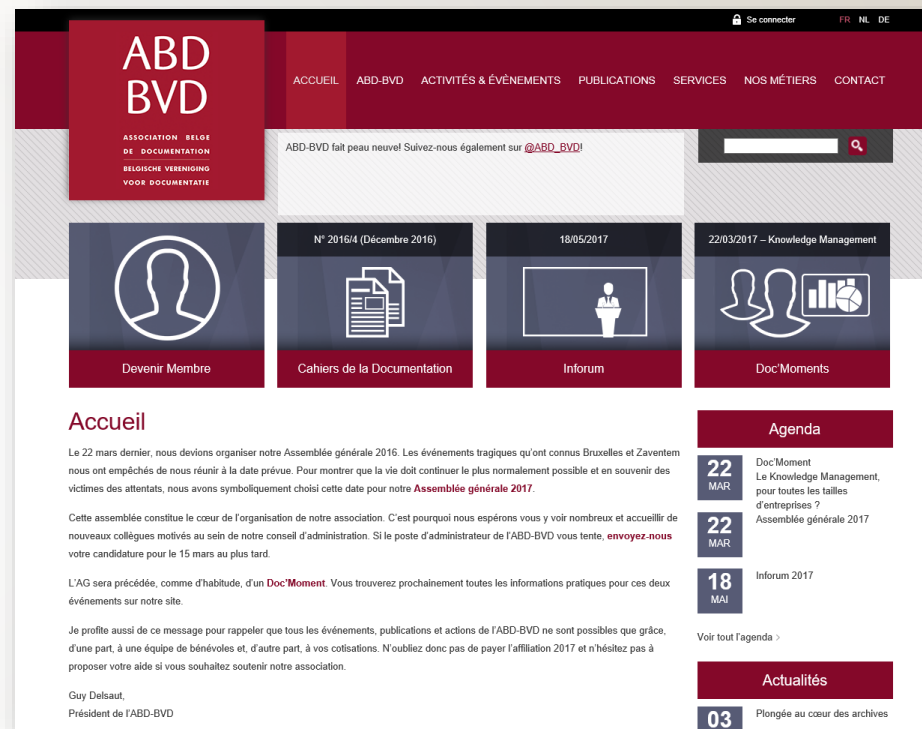 Se connecter
FR NL DE
ABD
BVD
ASSOCIATION BELGE
DE DOCUMENTATION
BELGISCHE VERENIGING
VOOR DOCUMENTATIE
ACCUEIL ABD-BVD ACTIVITÉS & ÉVÈNEMENTS PUBLICATIONS SERVICES NOS MÉTIERS CONTACT
ABD-BVD fait peau neuve! Suivez-nous également sur @ABD_BVD!
Devenir Membre
N° 2016/4 (Décembre 2016)
Cahiers de la Documentation
18/05/2017
Inforum
22/03/2017 – Knowledge Management
Doc'Moments
Accueil
Le 22 mars dernier, nous devions organiser notre Assemblée générale 2016. Les événements tragiques qu'ont connus Bruxelles et Zaventem
nous ont empêchés de nous réunir à la date prévue. Pour montrer que la vie doit continuer le plus normalement possible et en souvenir des
victimes des attentats, nous avons symboliquement choisi cette date pour notre Assemblée générale 2017.
Cette assemblée constitue le cœur de l'organisation de notre association. C'est pourquoi nous espérons vous y voir nombreux et accueillir de
nouveaux collègues motivés au sein de notre conseil d'administration. Si le poste d'administrateur de l'ABD-BVD vous tente, envoyez-nous
votre candidature pour le 15 mars au plus tard.
L'AG sera précédée, comme d'habitude, d'un Doc'Moment. Vous trouverez prochainement toutes les informations pratiques pour ces deux
événements sur notre site.
Je profite aussi de ce message pour rappeler que tous les événements, publications et actions de l'ABD-BVD ne sont possibles que grâce,
d'une part, à une équipe de bénévoles et, d'autre part, à vos cotisations. N'oubliez donc pas de payer l'affiliation 2017 et n'hésitez pas à
proposer votre aide si vous souhaitez soutenir notre association.
Guy Delsaut,
Président de l'ABD-BVD
Agenda
22
MAR
Doc'Moment
Le Knowledge Management,
pour toutes les tailles
d'entreprises ?
22
MAR
Assemblée générale 2017
18
MAI
Inforum 2017
Voir tout l'agenda >
Actualités
03
Plongée au cœur des archives